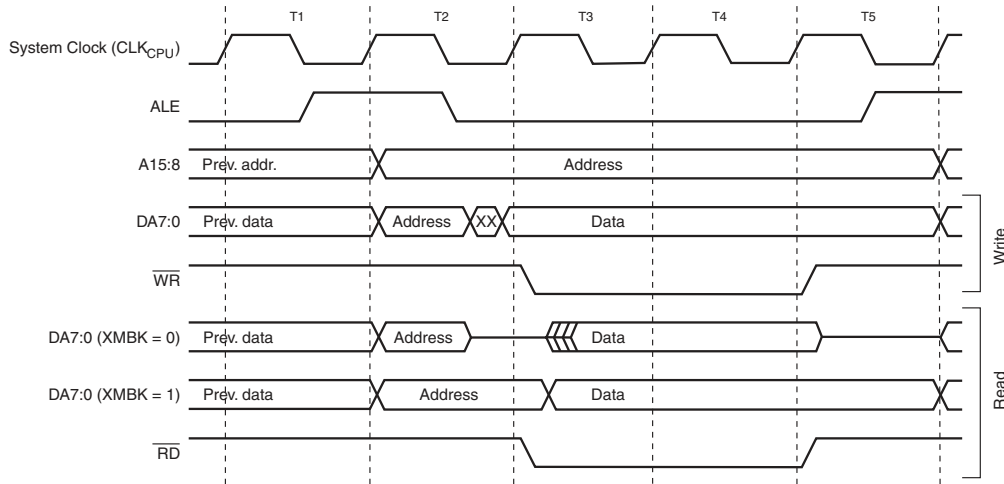 T1 T2 T3 T4 T5
System Clock (CLKCPU)
ALE
A15:8 Prev. addr. Address
DA7:0 Prev. data Address XX Data
WR
Write
DA7:0 (XMBK = 0) Prev. data Address Data
DA7:0 (XMBK = 1) Prev. data Address Data
RD
Read